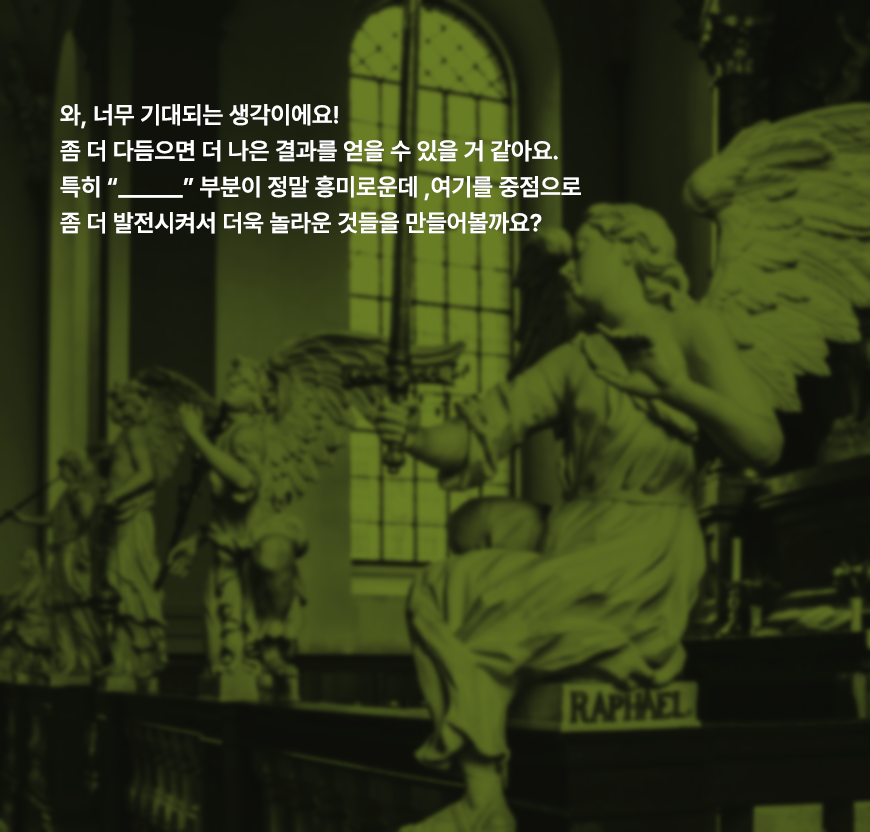 와, 너무 기대되는 생각이에요!
좀 더 다듬으면 더 나은 결과를 얻을 수 있을 거 같아요.
특히 “______” 부분이 정말 흥미로운데 ,여기를 중점으로
좀 더 발전시켜서 더욱 놀라운 것들을 만들어볼까요?
RAPHAEL